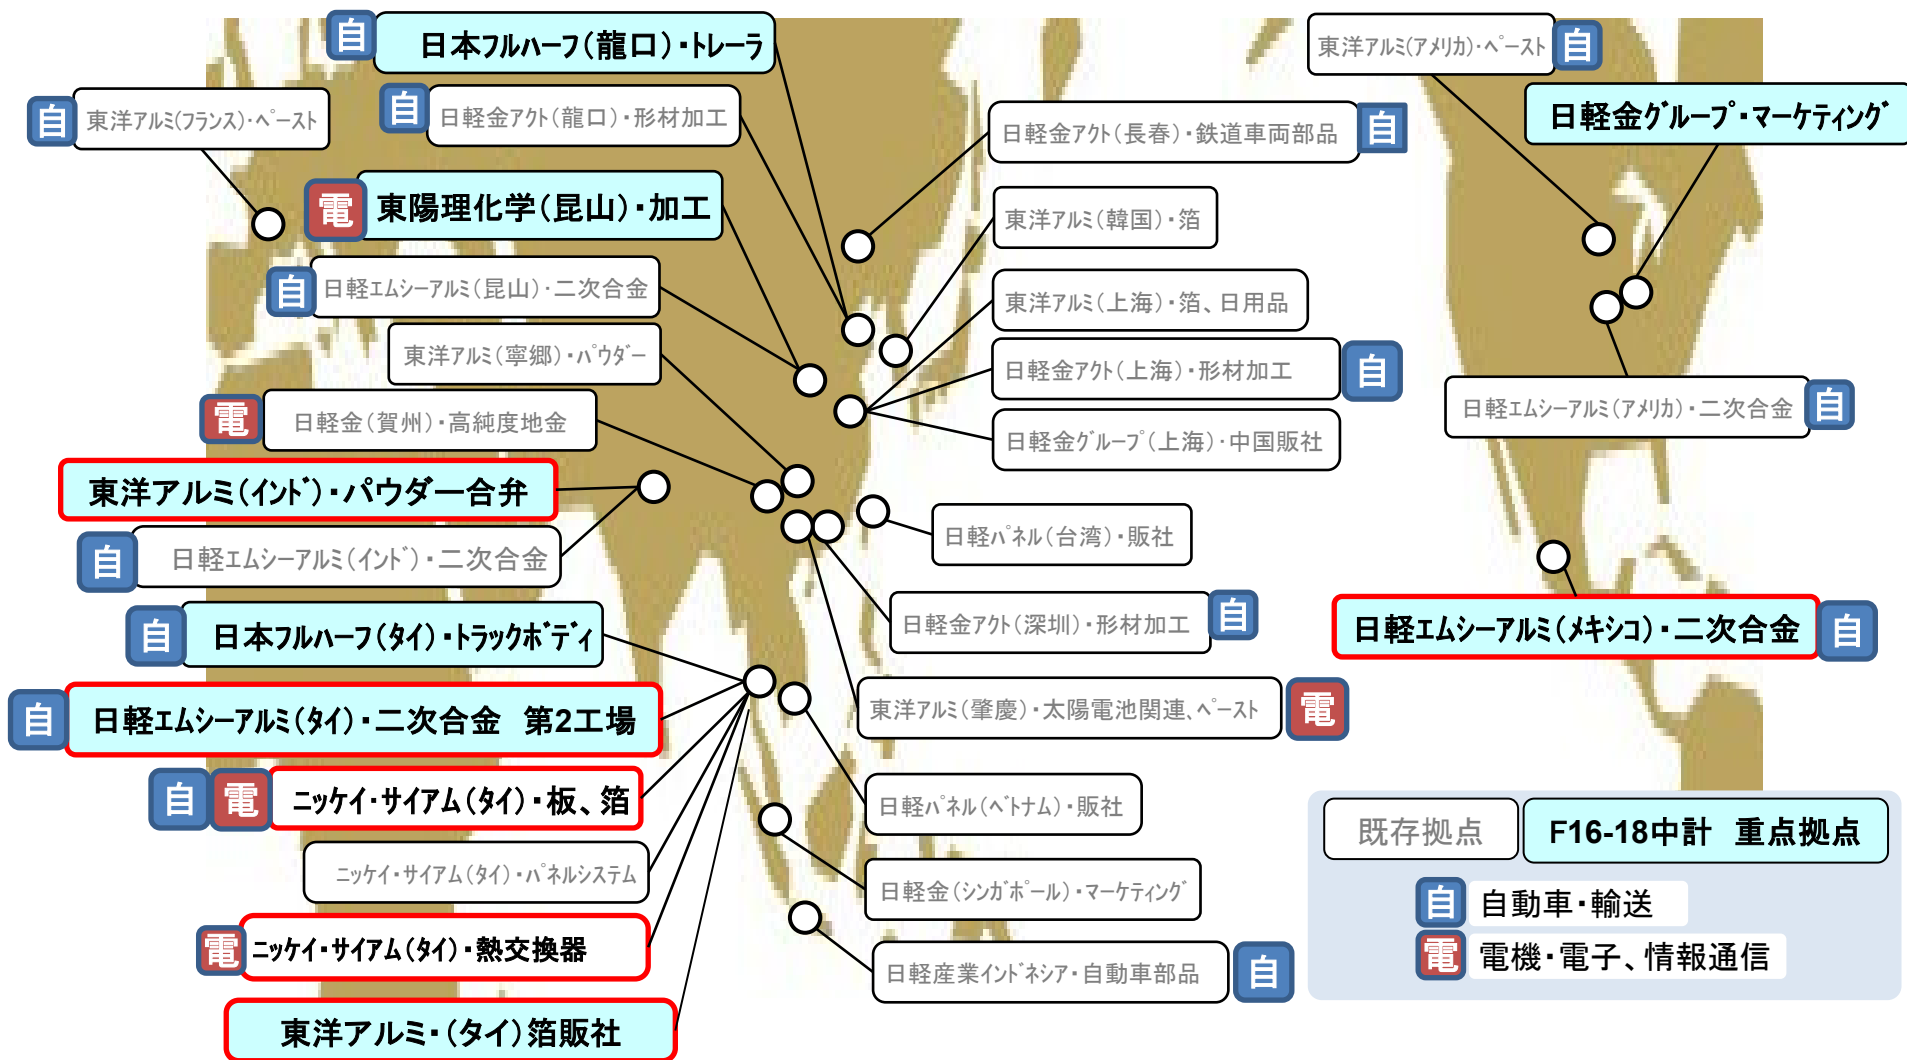 自 日本フルハーフ(龍口)・トレーラ
自 東洋アルミ(フランス)・ペースト
自 日軽金アクト(龍口)・形材加工
電 東陽理化学(昆山)・加工
自 日軽エムシーアルミ(昆山)・二次合金
東洋アルミ(寧郷)・パウダー
電 日軽金(賀州)・高純度地金
東洋アルミ(インド)・パウダー合弁
自 日軽エムシーアルミ(インド)・二次合金
自 日本フルハーフ(タイ)・トラックボディ
自 日軽エムシーアルミ(タイ)・二次合金 第2工場
自 電 ニッケイ・サイアム(タイ)・板、箔
ニッケイ・サイアム(タイ)・パネルシステム
電 ニッケイ・サイアム(タイ)・熱交換器
東洋アルミ・(タイ)箔販社
日軽金アクト(長春)・鉄道車両部品 自
東洋アルミ(韓国)・箔
東洋アルミ(上海)・箔、日用品
日軽金アクト(上海)・形材加工 自
日軽金グループ(上海)・中国販社
日軽パネル(台湾)・販社
日軽金アクト(深圳)・形材加工 自
東洋アルミ(肇慶)・太陽電池関連、ペースト 電
日軽パネル(ベトナム)・販社
日軽金(シンガポール)・マーケティング
日軽産業インドネシア・自動車部品 自
東洋アルミ(アメリカ)・ペースト 自
日軽金グループ・マーケティング
日軽エムシーアルミ(アメリカ)・二次合金 自
日軽エムシーアルミ(メキシコ)・二次合金 自
既存拠点 F16-18中計 重点拠点
自 自動車・輸送
電 電機・電子、情報通信